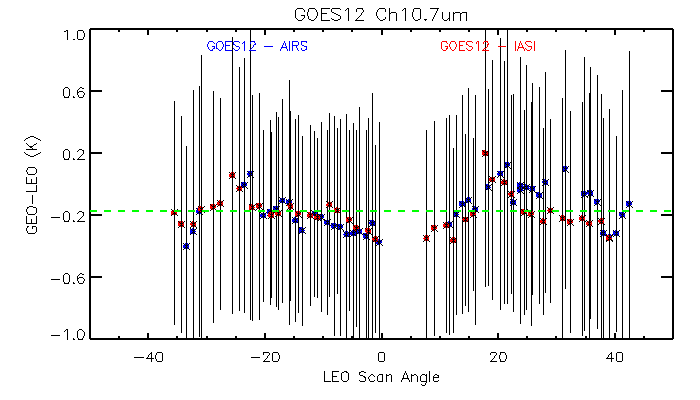 GOES12 Ch10.7um
1.0
GOES12 - AIRS
GOES12 - IASI
0.6
0.2
-0.2
-0.6
-1.0
GEO-LEO (K)
-40 -20 0 20 40
LEO Scan Angle